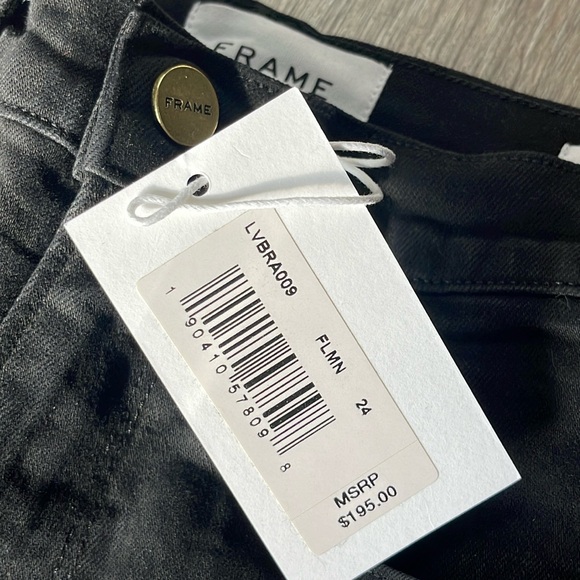 FRAME
FRAME
LVBRA009
FLMN
24
1 90410 57809 8
MSRP
$195.00